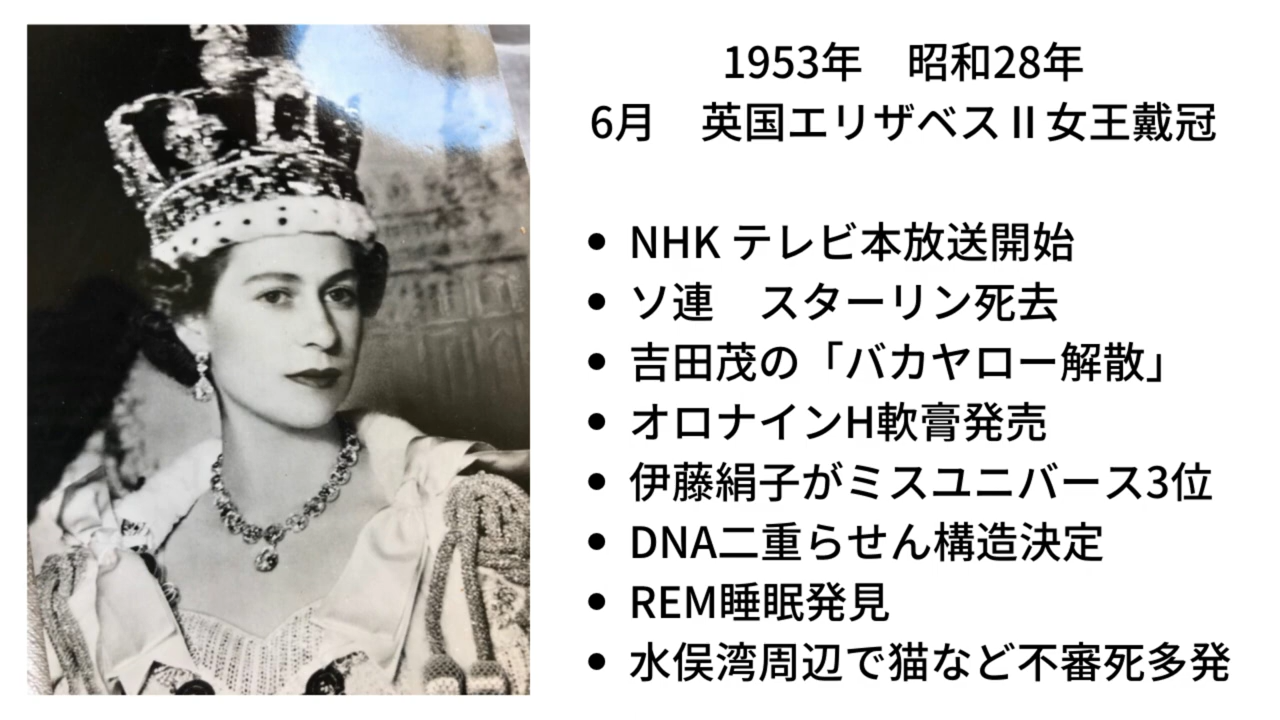 1953年　昭和28年
6月　英国エリザベスⅡ女王戴冠
• NHK テレビ本放送開始
• ソ連　スターリン死去
• 吉田茂の「バカヤロー解散」
• オロナインH軟膏発売
• 伊藤絹子がミスユニバース3位
• DNA二重らせん構造決定
• REM睡眠発見
• 水俣湾周辺で猫など不審死多発